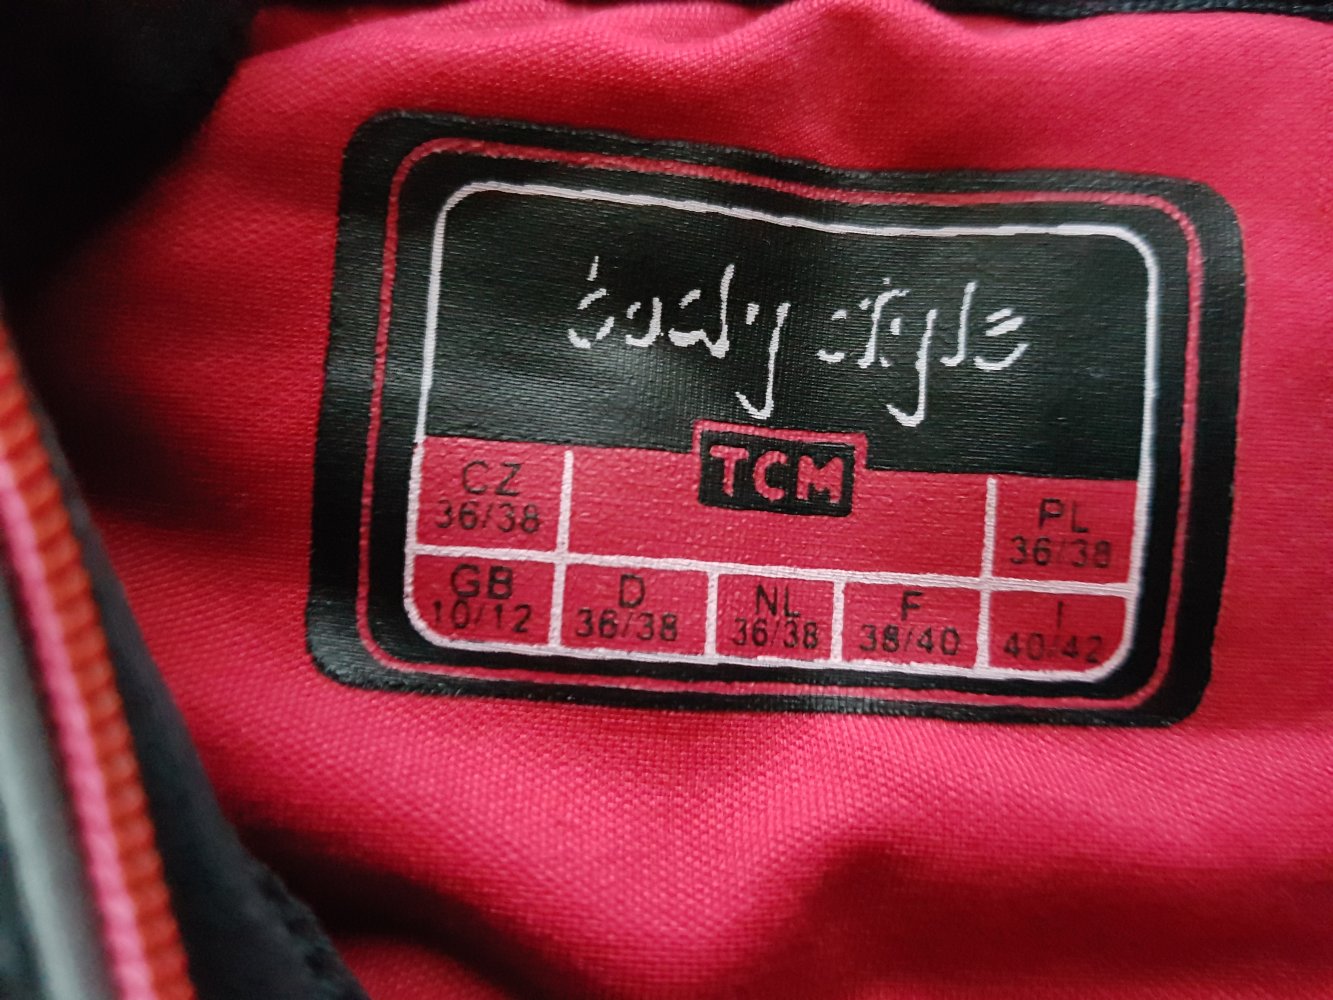 body style
TCM
CZ
36/38
PL
36/38
GB
10/12
D
36/38
NL
36/38
F
38/40
I
40/42